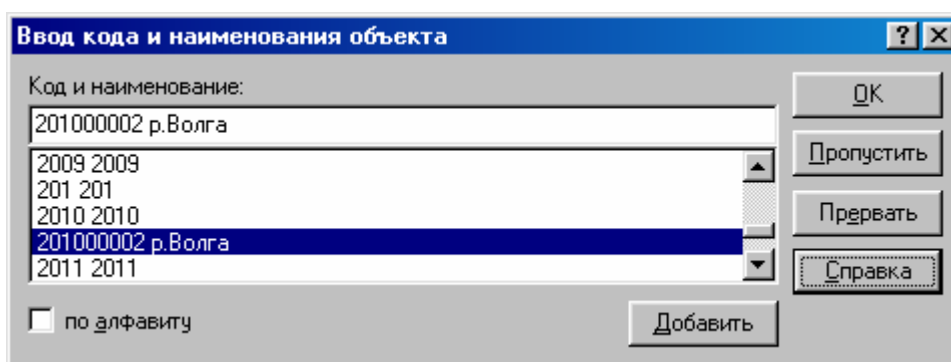 Ввод кода и наименования объекта
Код и наименование:
201000002 р.Волга
2009 2009
201 201
2010 2010
201000002 р.Волга
2011 2011
по алфавиту
Добавить
OK
Пропустить
Прервать
Справка